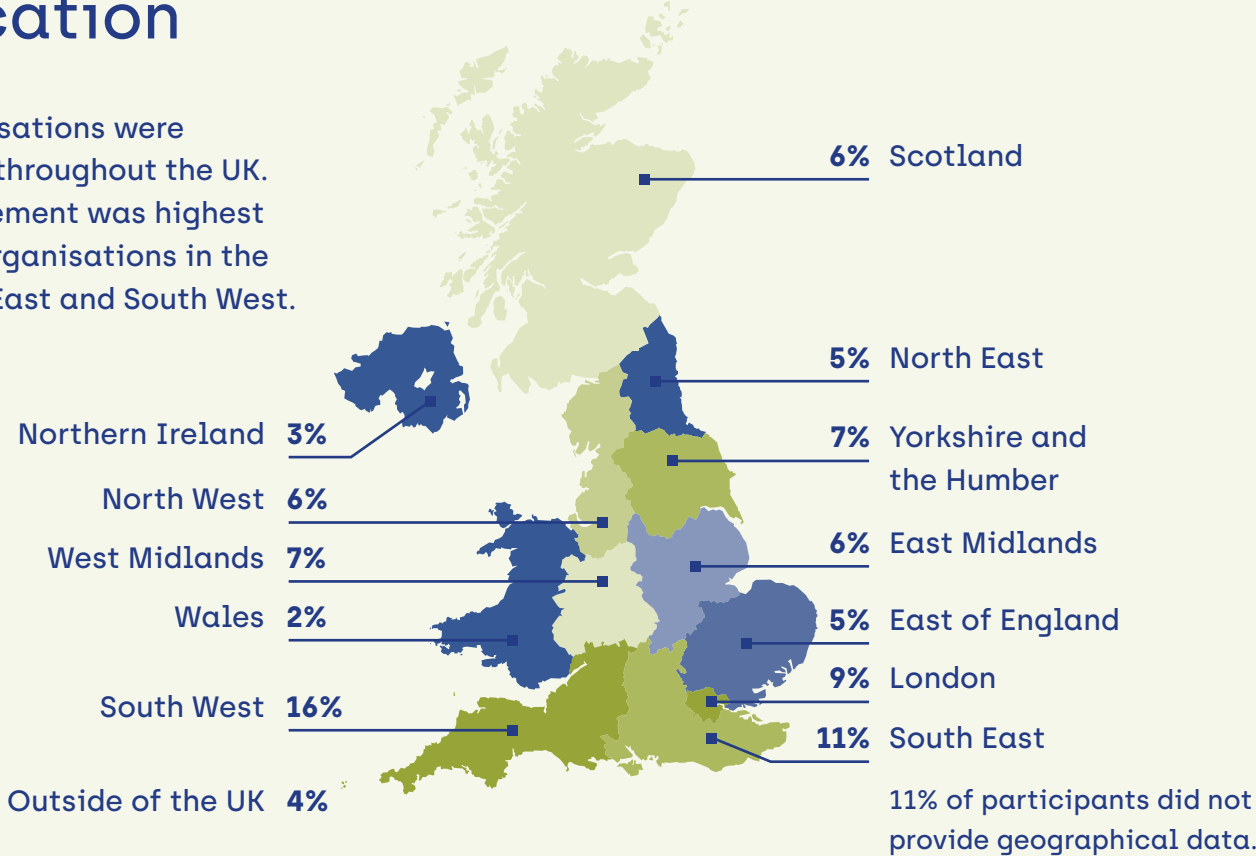 cation
sations were
throughout the UK.
ement was highest
rganisations in the
East and South West.
6% Scotland
5% North East
7% Yorkshire and
the Humber
6% East Midlands
5% East of England
9% London
11% South East
11% of participants did not
provide geographical data.
Northern Ireland 3%
North West 6%
West Midlands 7%
Wales 2%
South West 16%
Outside of the UK 4%